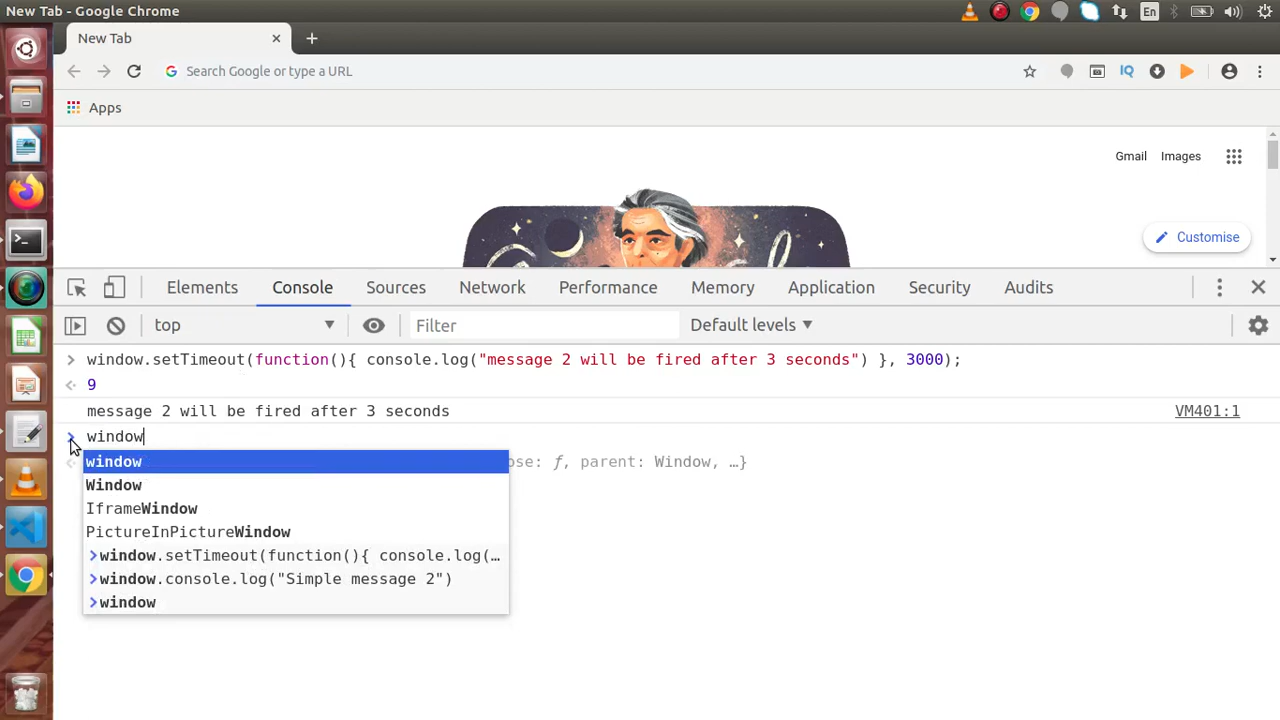 New Tab - Google Chrome
En
New Tab
Search Google or type a URL
IQ
Apps
Gmail Images
Customise
Elements Console Sources Network Performance Memory Application Security Audits
top Filter Default levels
window.setTimeout(function(){ console.log("message 2 will be fired after 3 seconds") }, 3000);
9
message 2 will be fired after 3 seconds VM401:1
window
window ose: ƒ, parent: Window, …}
Window
IframeWindow
PictureInPictureWindow
window.setTimeout(function(){ console.log(…
window.console.log("Simple message 2")
window